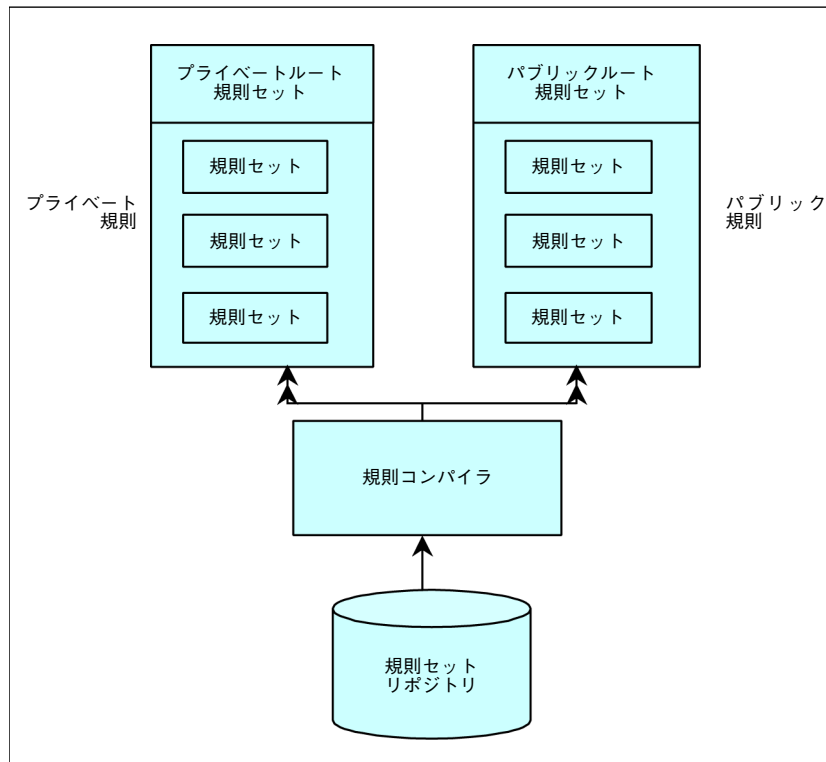 プライベートルート
規則セット
規則セット
規則セット
規則セット
プライベート
規則
パブリックルート
規則セット
規則セット
規則セット
規則セット
パブリック
規則
規則コンパイラ
規則セット
リポジトリ